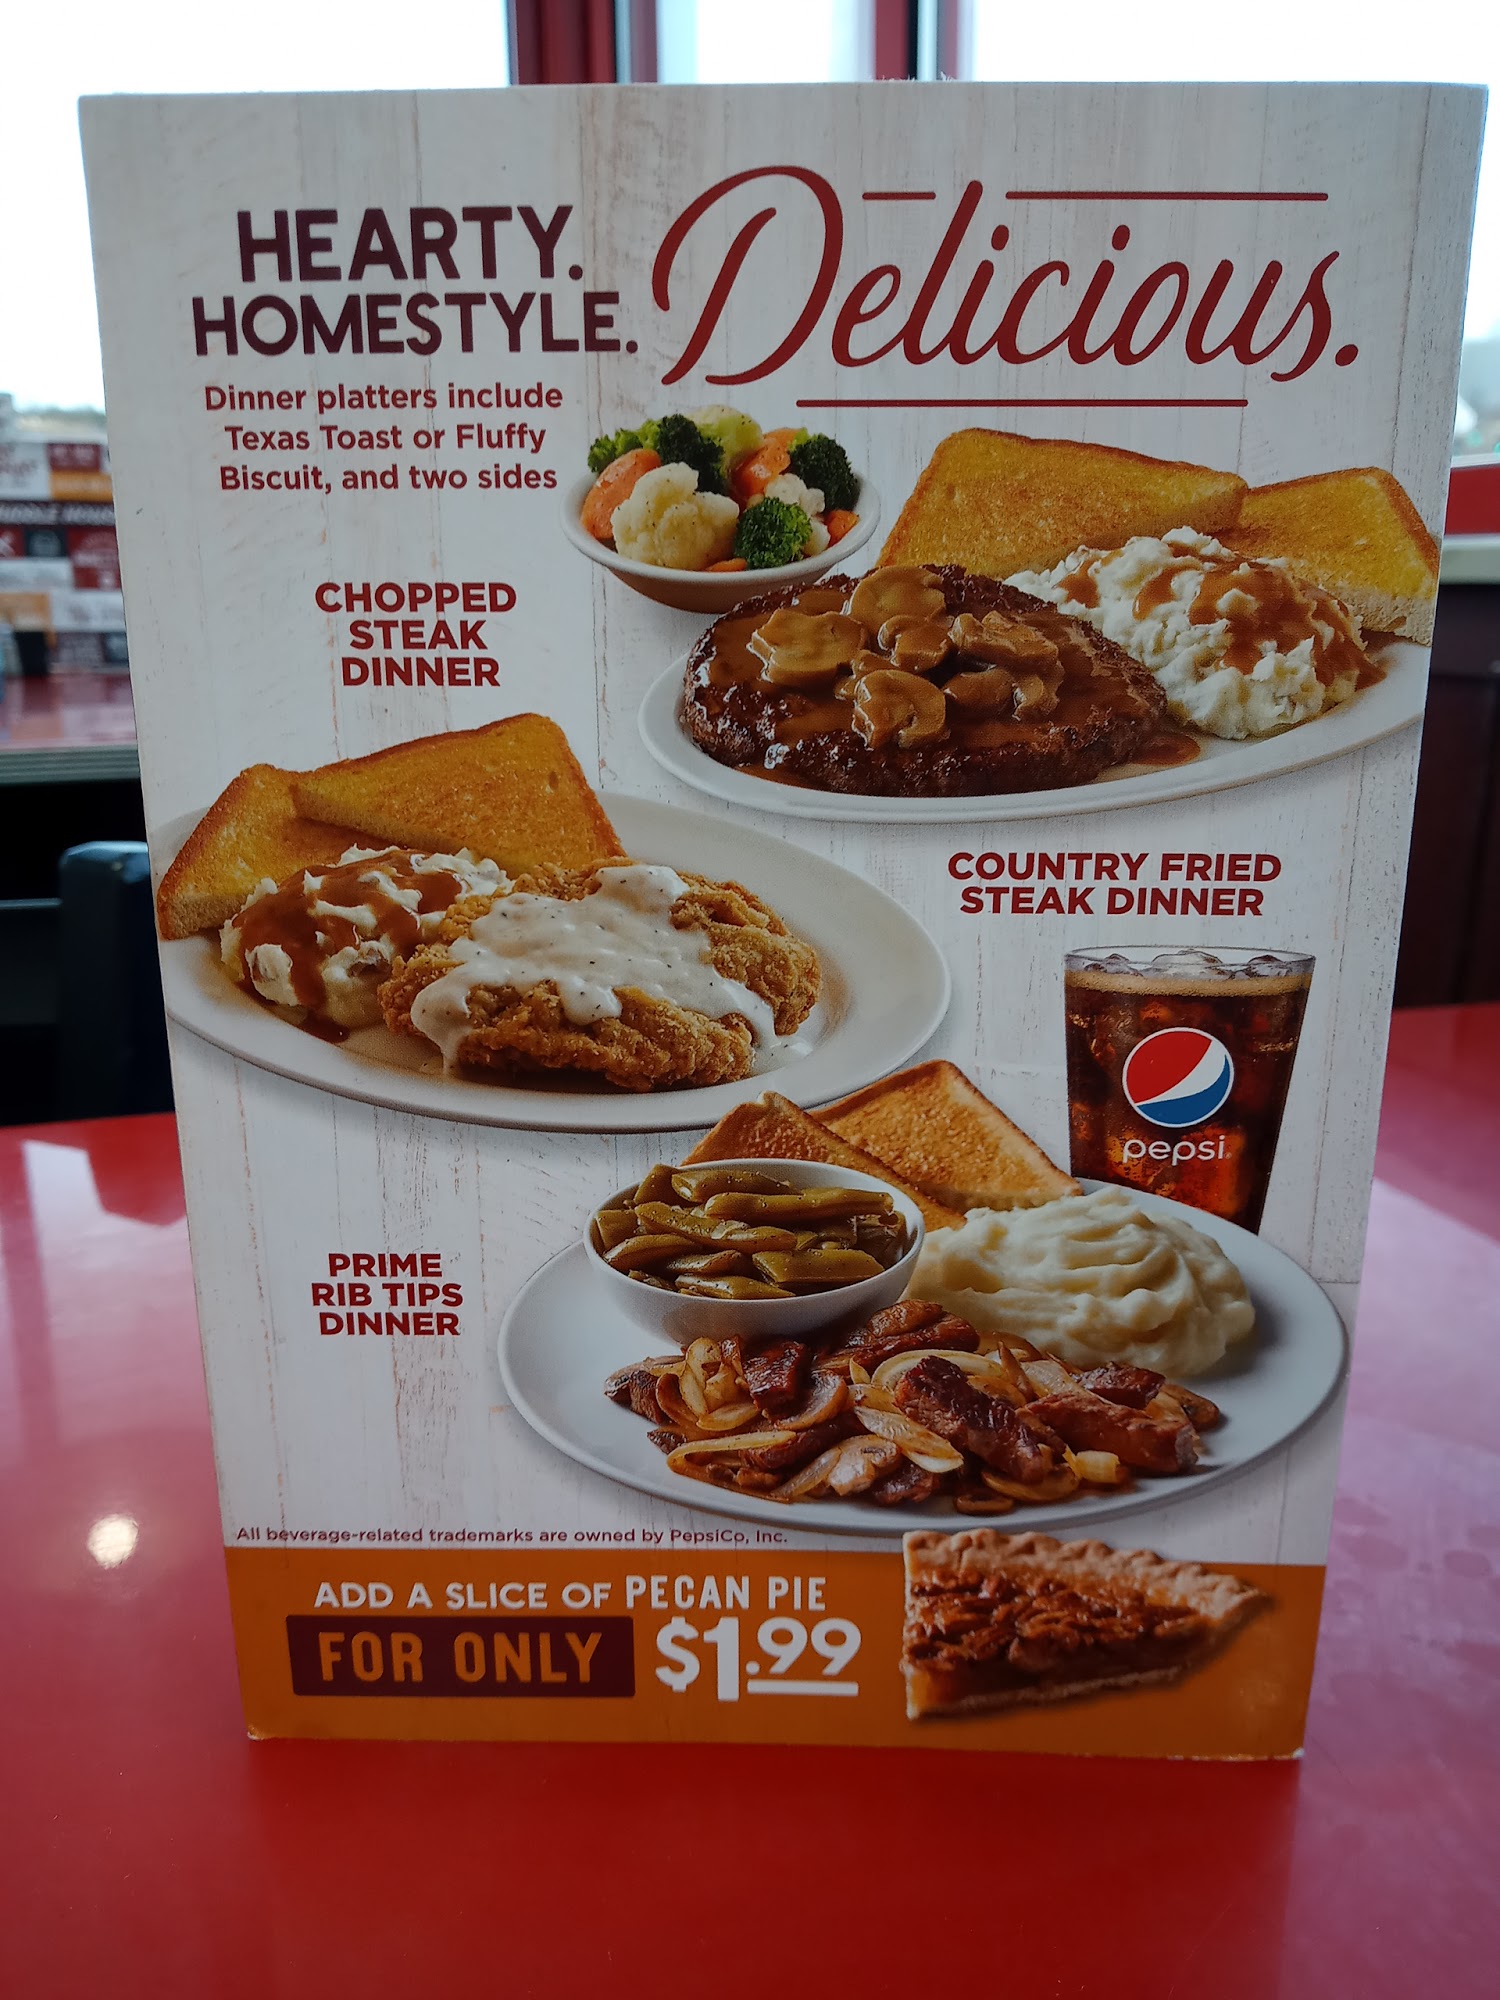 HEARTY.
HOMESTYLE.
Delicious.
Dinner platters include
Texas Toast or Fluffy
Biscuit, and two sides
CHOPPED
STEAK
DINNER
COUNTRY FRIED
STEAK DINNER
pepsi
PRIME
RIB TIPS
DINNER
All beverage-related trademarks are owned by PepsiCo, Inc.
ADD A SLICE OF PECAN PIE
FOR ONLY $1.99